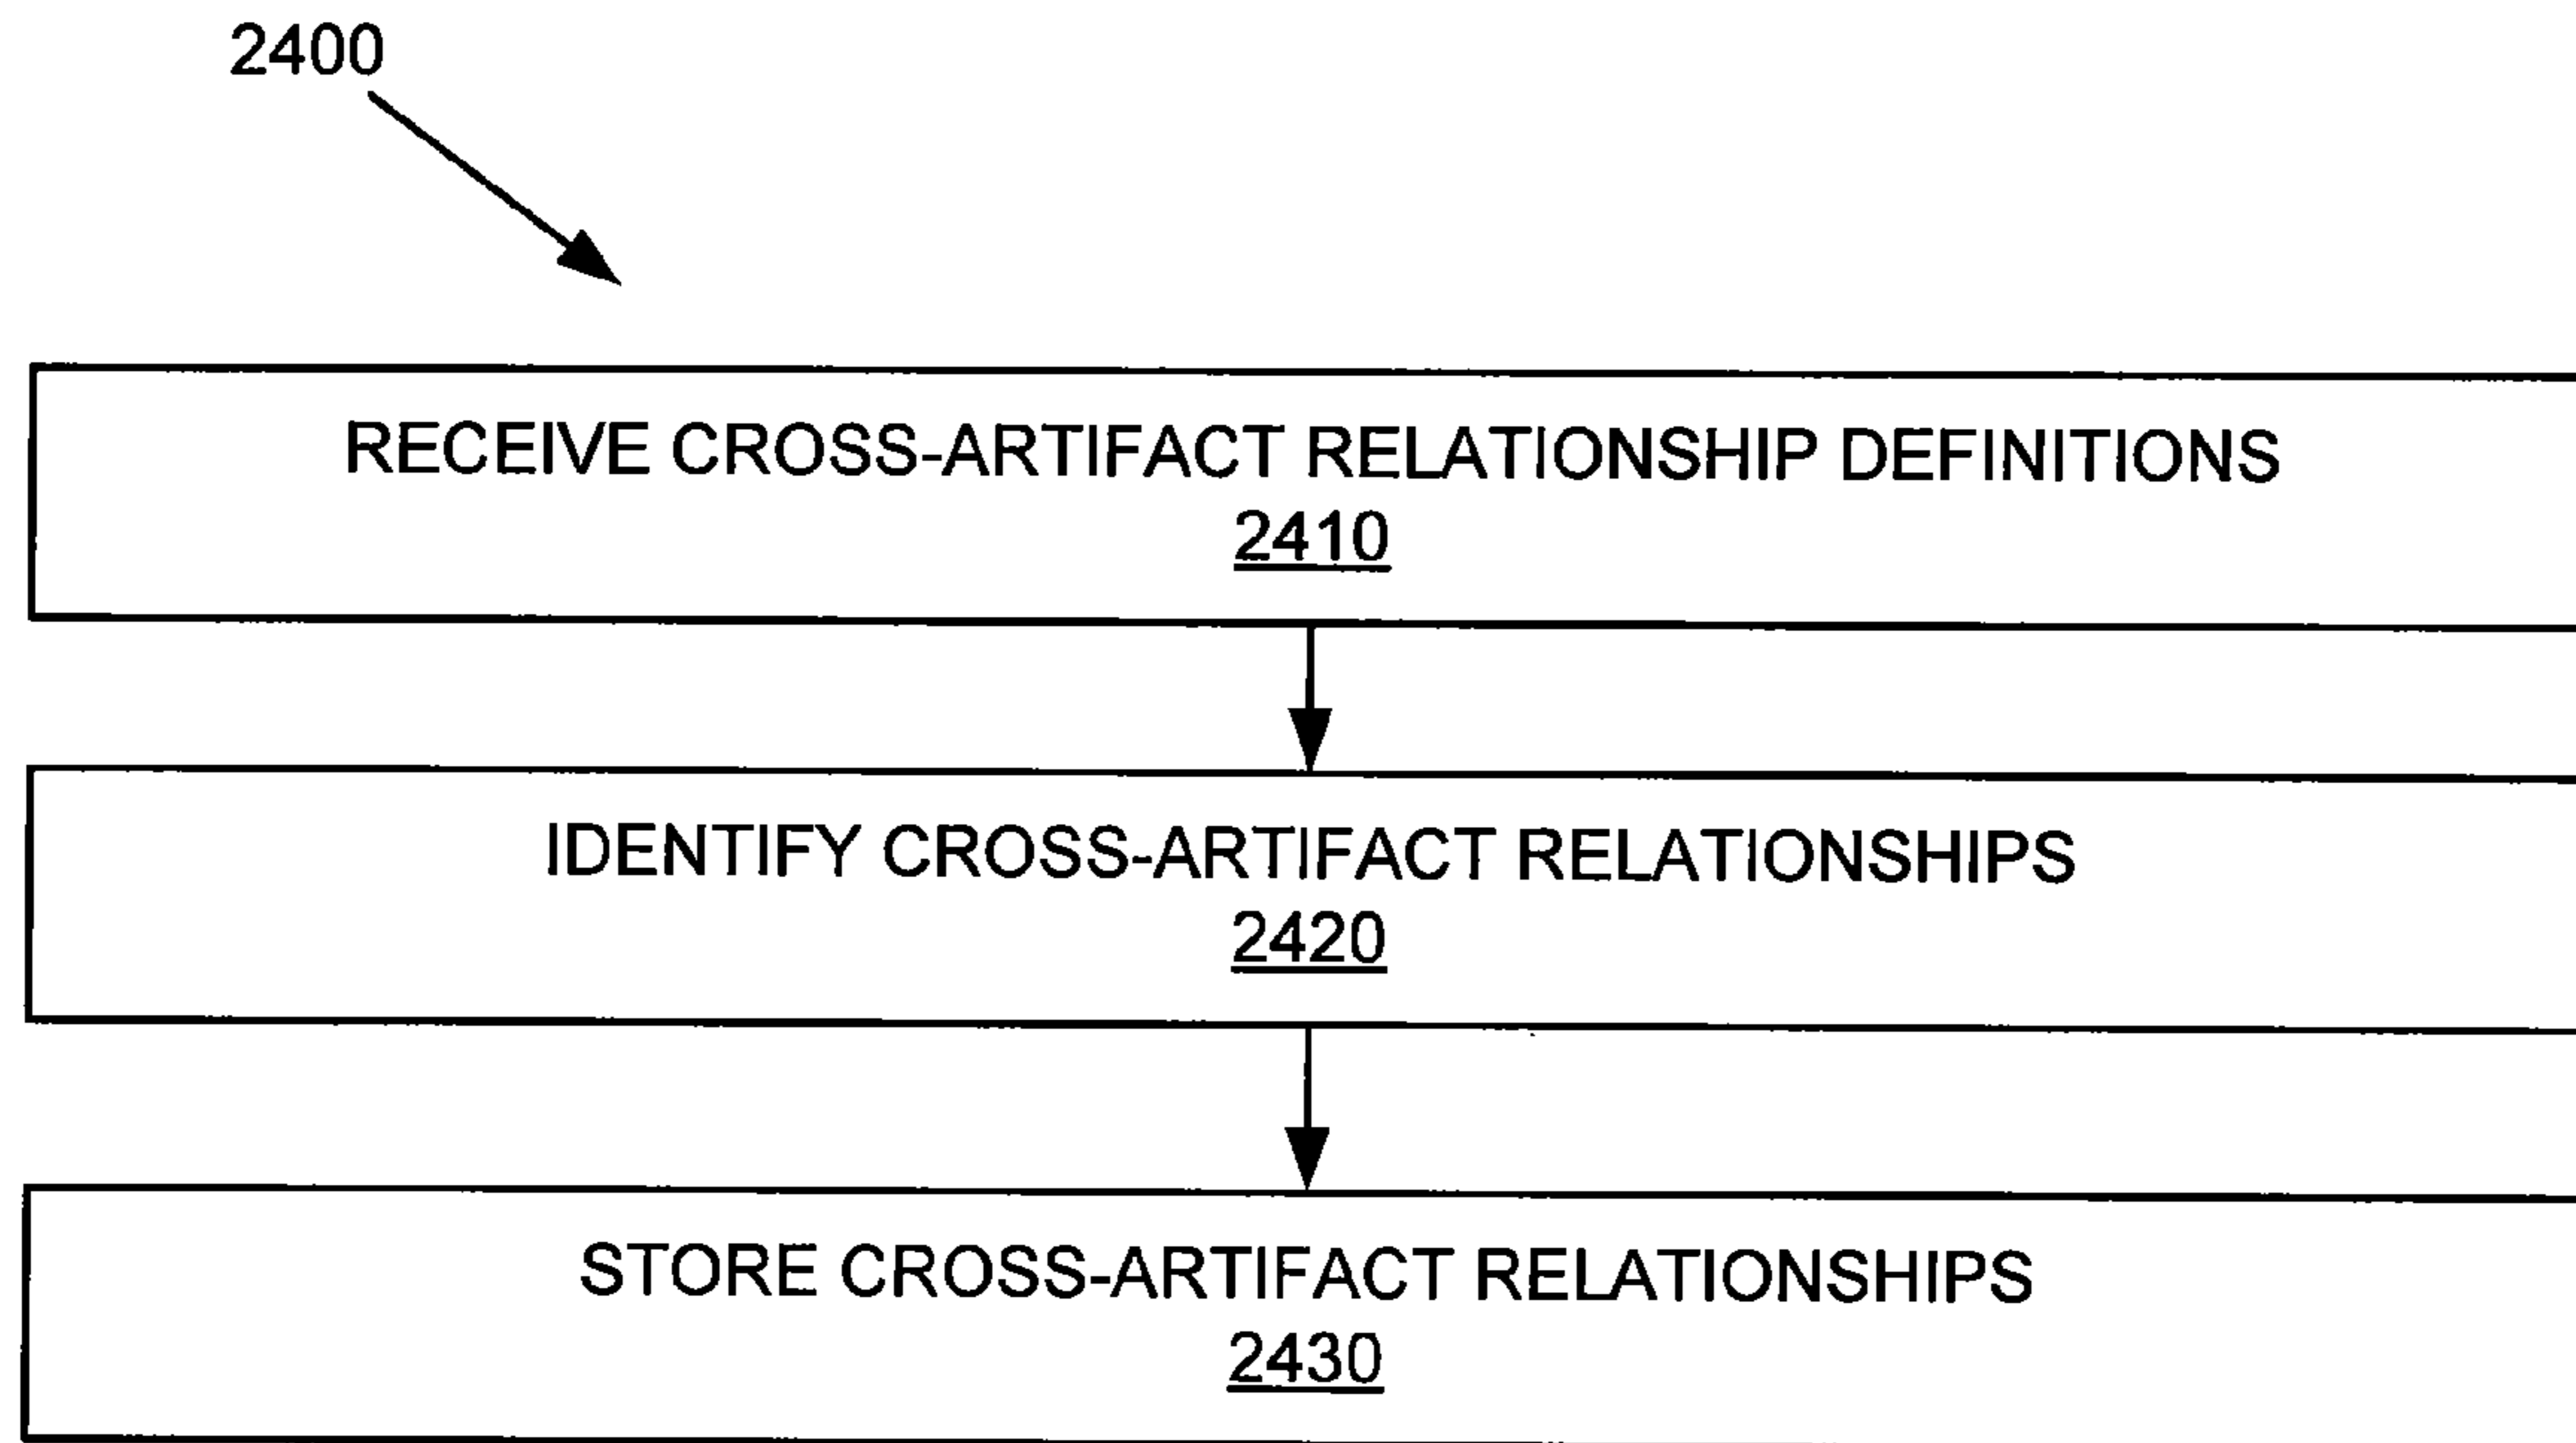 2400
RECEIVE CROSS-ARTIFACT RELATIONSHIP DEFINITIONS
2410
IDENTIFY CROSS-ARTIFACT RELATIONSHIPS
2420
STORE CROSS-ARTIFACT RELATIONSHIPS
2430